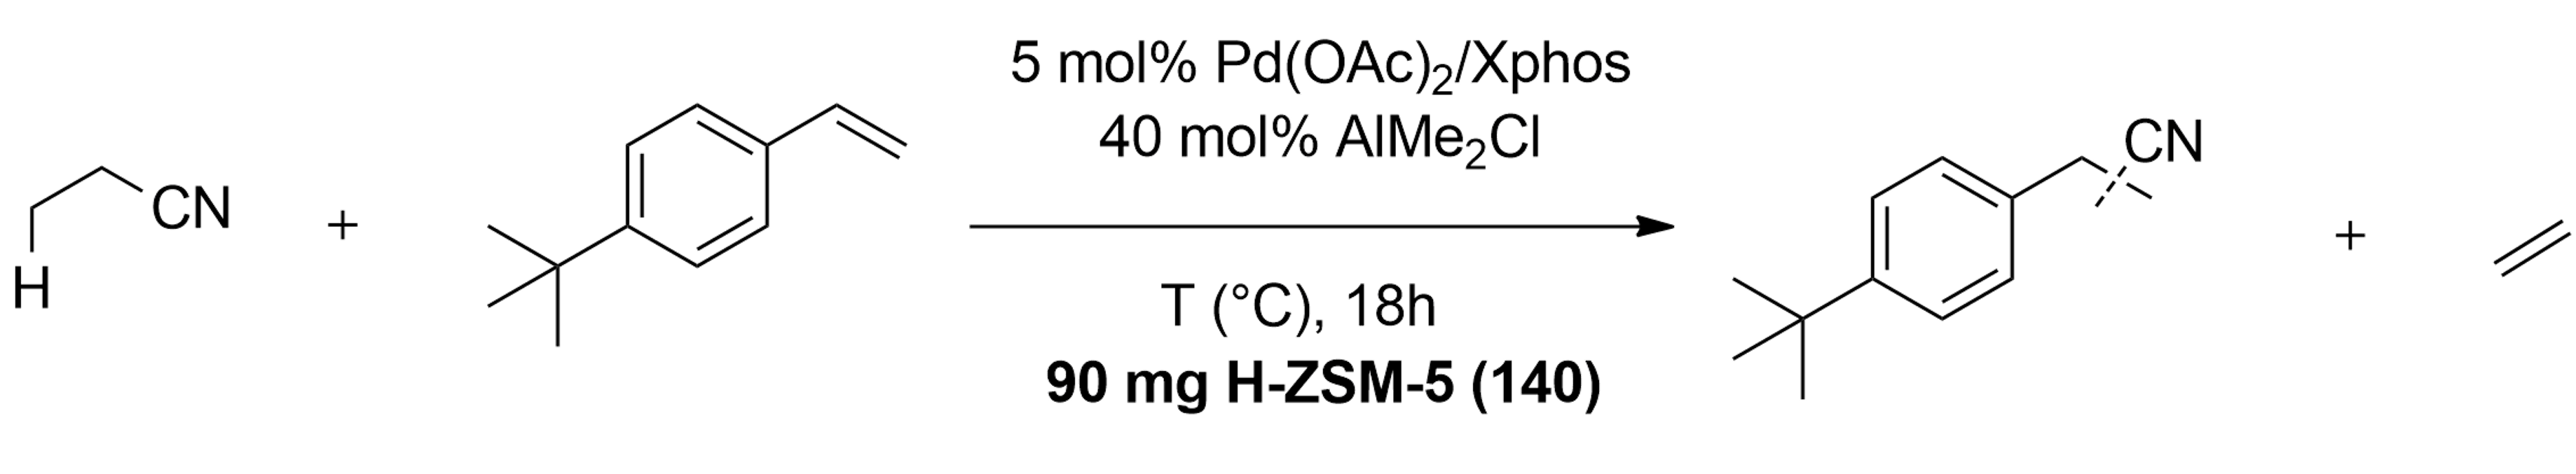 5 mol% Pd(OAc)₂/Xphos
40 mol% AlMe₂Cl
CN
H
+
T (°C), 18h
90 mg H-ZSM-5 (140)
CN
+